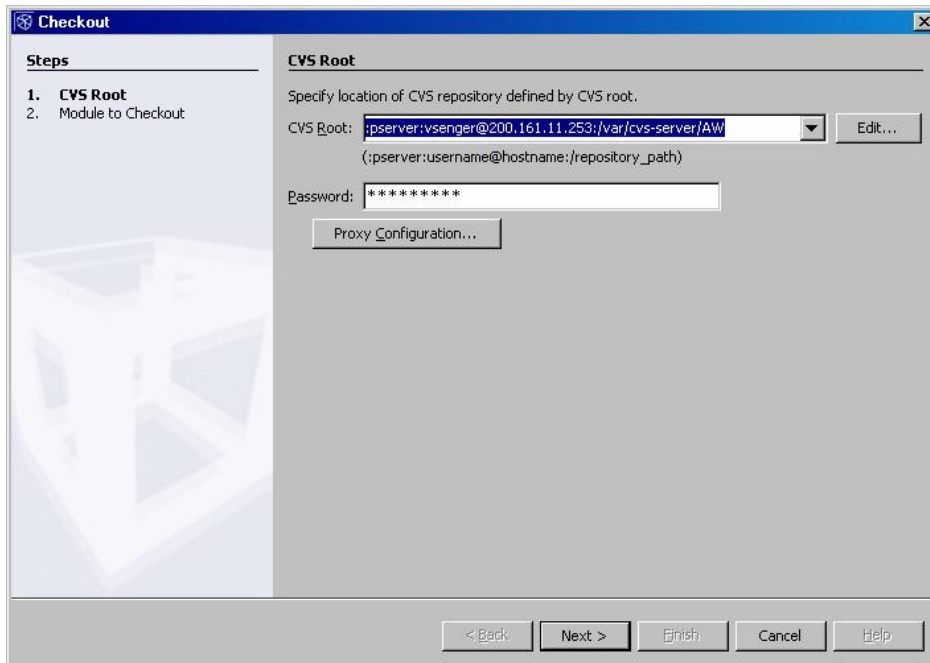 Checkout
Steps
1. CVS Root
2. Module to Checkout
CVS Root
Specify location of CVS repository defined by CVS root.
CVS Root: :pserver:vsenger@200.161.11.253:/var/cvs-server/AW Edit...
(:pserver:username@hostname:/repository_path)
Password: *********
Proxy Configuration...
< Back Next > Finish Cancel Help